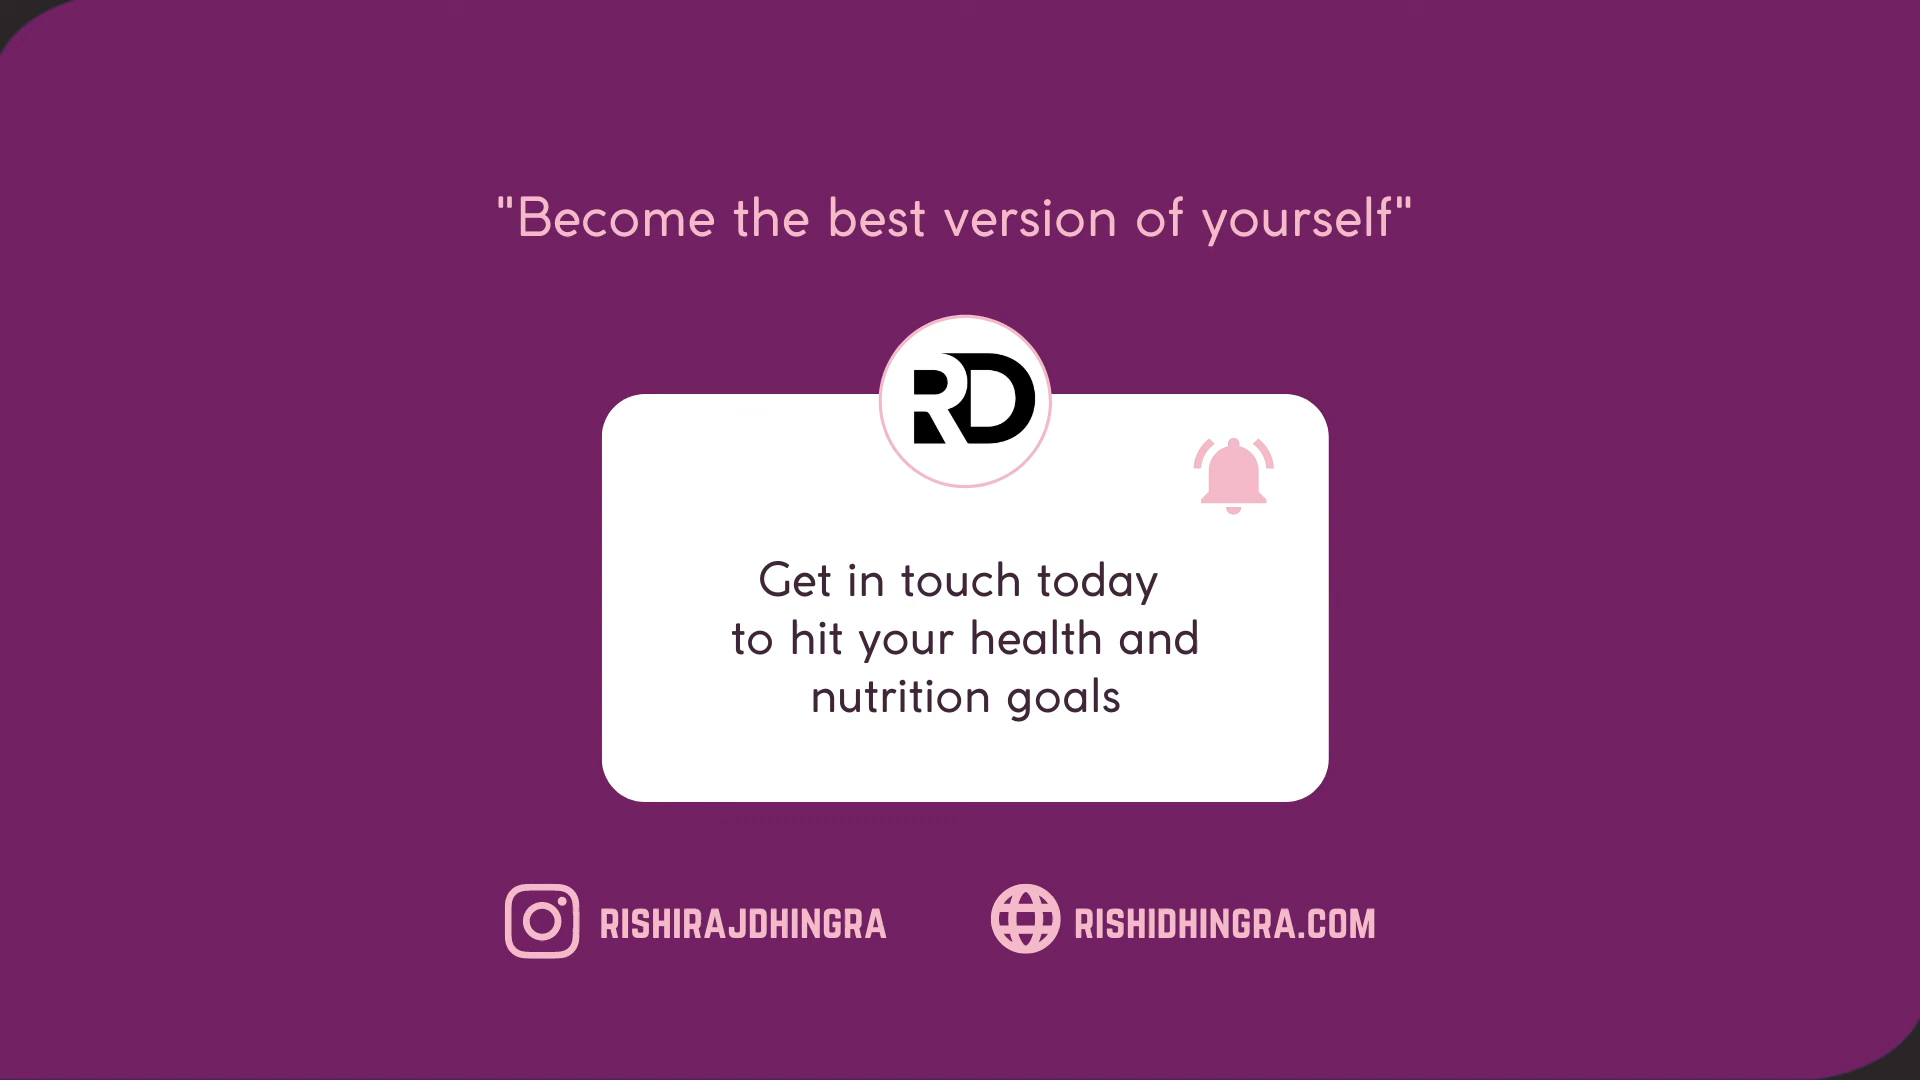 "Become the best version of yourself"
RD
Get in touch today
to hit your health and
nutrition goals
RISHIRAJDHINGRA
RISHIDHINGRA.COM